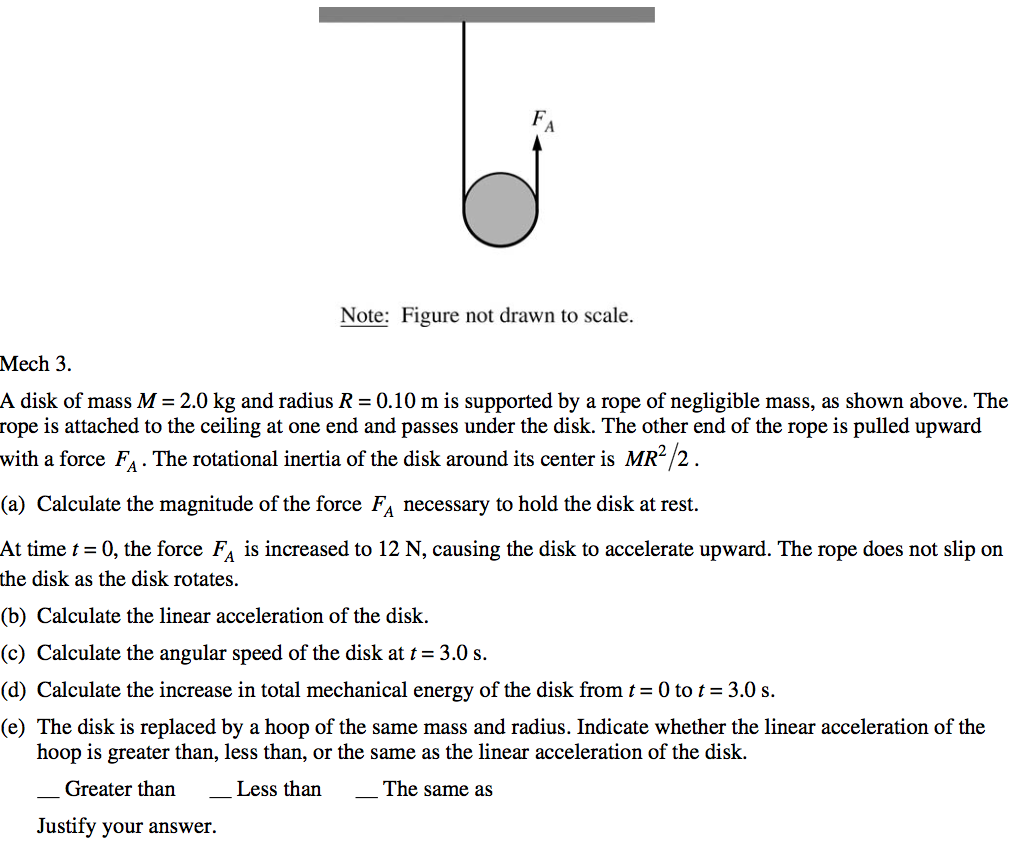 F_A
Note: Figure not drawn to scale.
Mech 3.
A disk of mass M = 2.0 kg and radius R = 0.10 m is supported by a rope of negligible mass, as shown above. The
rope is attached to the ceiling at one end and passes under the disk. The other end of the rope is pulled upward
with a force F_A. The rotational inertia of the disk around its center is MR²/2.
(a) Calculate the magnitude of the force F_A necessary to hold the disk at rest.
At time t = 0, the force F_A is increased to 12 N, causing the disk to accelerate upward. The rope does not slip on
the disk as the disk rotates.
(b) Calculate the linear acceleration of the disk.
(c) Calculate the angular speed of the disk at t = 3.0 s.
(d) Calculate the increase in total mechanical energy of the disk from t = 0 to t = 3.0 s.
(e) The disk is replaced by a hoop of the same mass and radius. Indicate whether the linear acceleration of the
hoop is greater than, less than, or the same as the linear acceleration of the disk.
__ Greater than __ Less than __ The same as
Justify your answer.